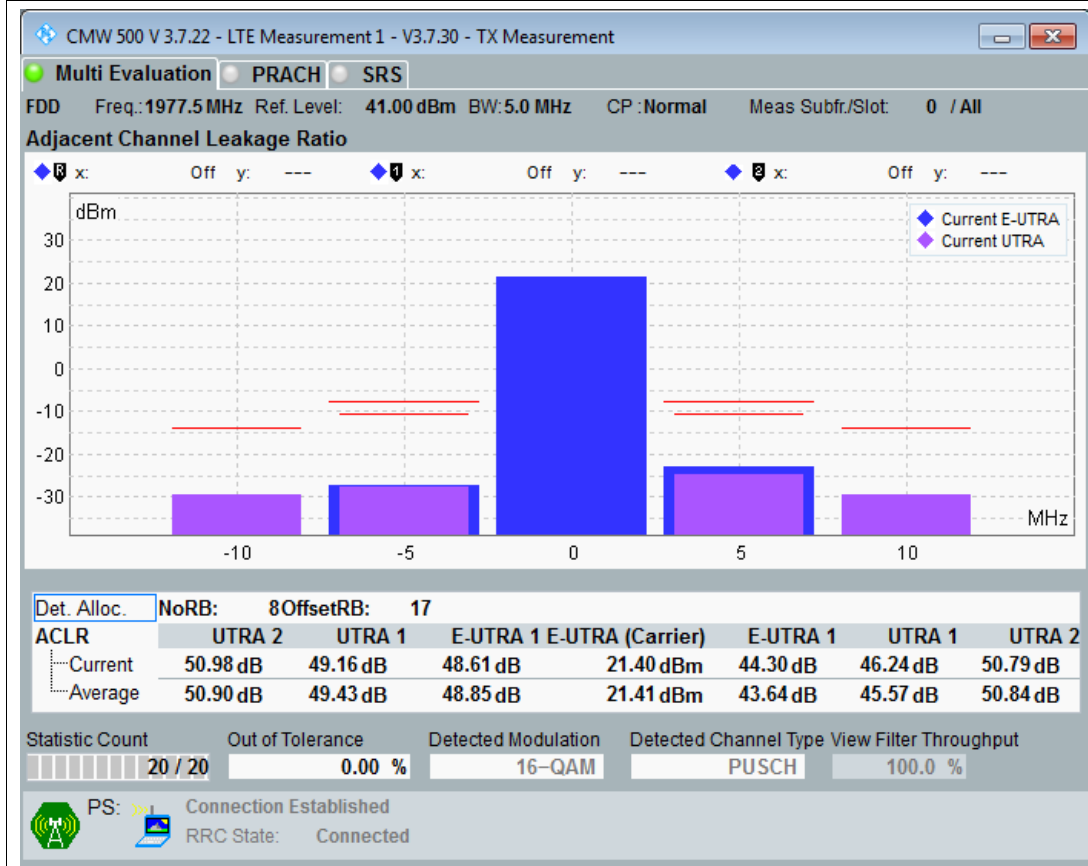 CMW 500 V 3.7.22 - LTE Measurement 1 - V3.7.30 - TX Measurement
Multi Evaluation PRACH SRS
FDD Freq.: 1977.5 MHz Ref. Level: 41.00 dBm BW: 5.0 MHz CP : Normal Meas Subfr./Slot: 0 / All
Adjacent Channel Leakage Ratio
R x: Off y: --- 1 x: Off y: --- 2 x: Off y: ---
dBm
Current E-UTRA
Current UTRA
30
20
10
0
-10
-20
-30
MHz
-10 -5 0 5 10
Det. Alloc. NoRB: 8 OffsetRB: 17
ACLR UTRA 2 UTRA 1 E-UTRA 1 E-UTRA (Carrier) E-UTRA 1 UTRA 1 UTRA 2
Current 50.98 dB 49.16 dB 48.61 dB 21.40 dBm 44.30 dB 46.24 dB 50.79 dB
Average 50.90 dB 49.43 dB 48.85 dB 21.41 dBm 43.64 dB 45.57 dB 50.84 dB
Statistic Count Out of Tolerance Detected Modulation Detected Channel Type View Filter Throughput
20 / 20 0.00 % 16-QAM PUSCH 100.0 %
PS: Connection Established
RRC State: Connected